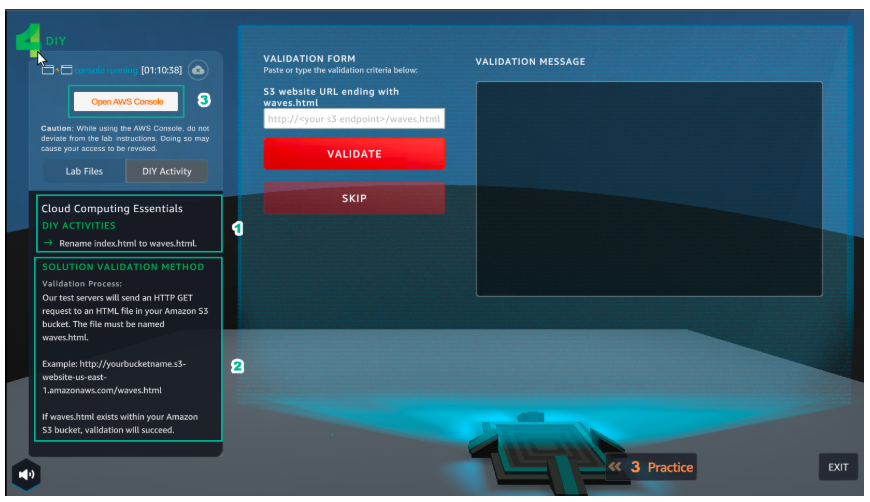 4 DIY
console running [01:10:38]
Open AWS Console
3
Caution: While using the AWS Console, do not
deviate from the lab instructions. Doing so may
cause your access to be revoked.
Lab Files
DIY Activity
Cloud Computing Essentials
DIY ACTIVITIES
1
→ Rename index.html to waves.html.
SOLUTION VALIDATION METHOD
Validation Process:
Our test servers will send an HTTP GET
request to an HTML file in your Amazon S3
bucket. The file must be named
waves.html.
Example: http://yourbucketname.s3-
website-us-east-
1.amazonaws.com/waves.html
2
If waves.html exists within your Amazon
S3 bucket, validation will succeed.
VALIDATION FORM
Paste or type the validation criteria below:
S3 website URL ending with
waves.html
http://<your s3 endpoint>/waves.html
VALIDATE
SKIP
VALIDATION MESSAGE
3 Practice
EXIT